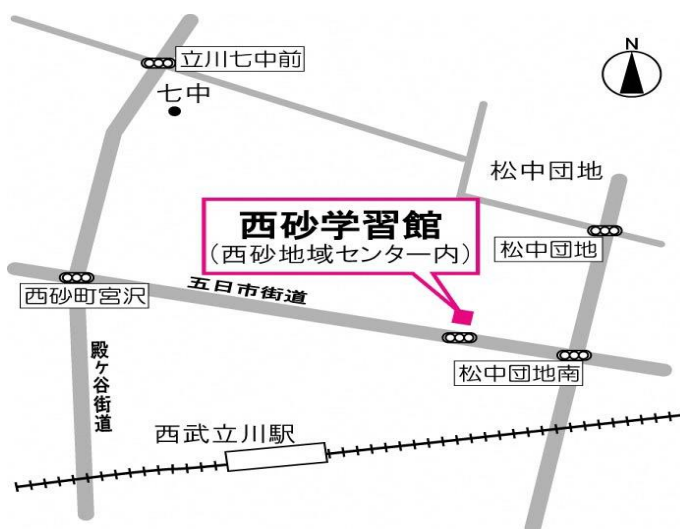 N
立川七中前
七中
松中団地
西砂学習館
(西砂地域センター内)
松中団地
西砂町宮沢
五日市街道
松中団地南
殿ヶ谷街道
西武立川駅